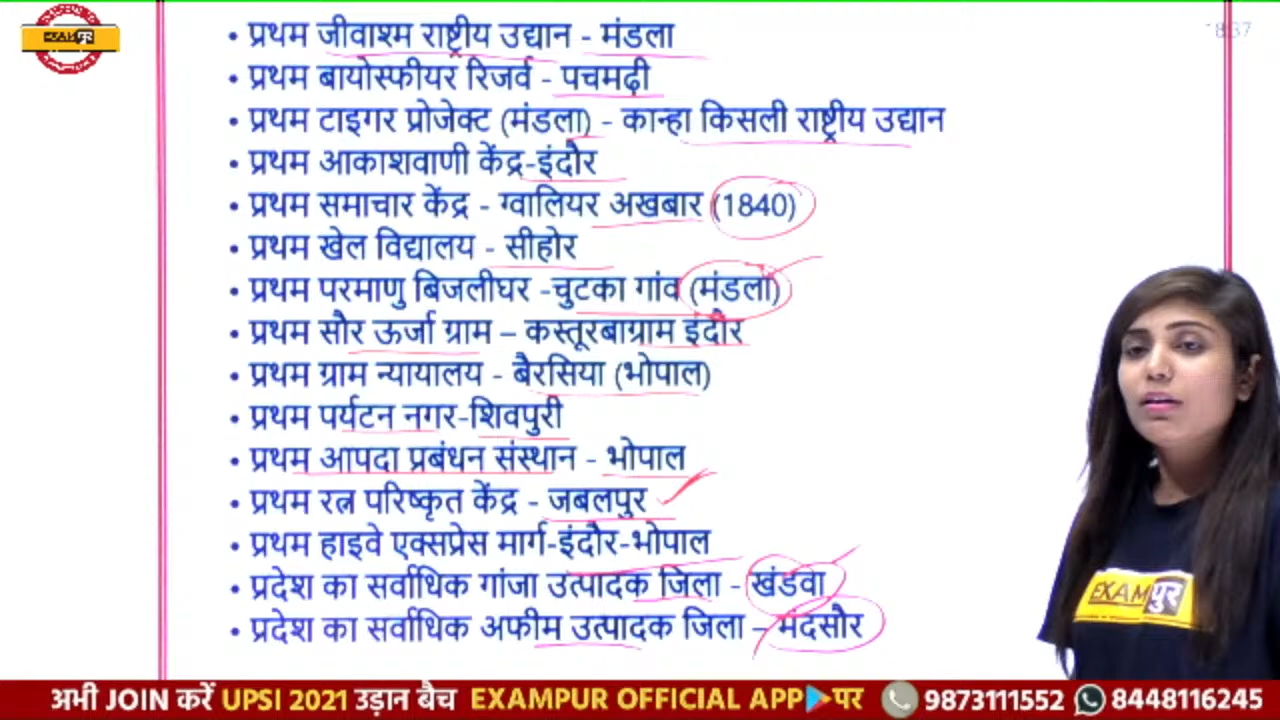 EXAMपुर
1837
• प्रथम जीवाश्म राष्ट्रीय उद्यान - मंडला
• प्रथम बायोस्फीयर रिजर्व - पचमढ़ी
• प्रथम टाइगर प्रोजेक्ट (मंडला) - कान्हा किसली राष्ट्रीय उद्यान
• प्रथम आकाशवाणी केंद्र-इंदौर
• प्रथम समाचार केंद्र - ग्वालियर अखबार (1840)
• प्रथम खेल विद्यालय - सीहोर
• प्रथम परमाणु बिजलीघर -चुटका गांव (मंडला)
• प्रथम सौर ऊर्जा ग्राम – कस्तूरबाग्राम इंदौर
• प्रथम ग्राम न्यायालय - बैरसिया (भोपाल)
• प्रथम पर्यटन नगर-शिवपुरी
• प्रथम आपदा प्रबंधन संस्थान - भोपाल
• प्रथम रत्न परिष्कृत केंद्र - जबलपुर
• प्रथम हाइवे एक्सप्रेस मार्ग-इंदौर-भोपाल
• प्रदेश का सर्वाधिक गांजा उत्पादक जिला - खंडवा
• प्रदेश का सर्वाधिक अफीम उत्पादक जिला – मंदसौर
EXAMपुर
अभी JOIN करें UPSI 2021 उड़ान बैच EXAMPUR OFFICIAL APP पर 9873111552 8448116245